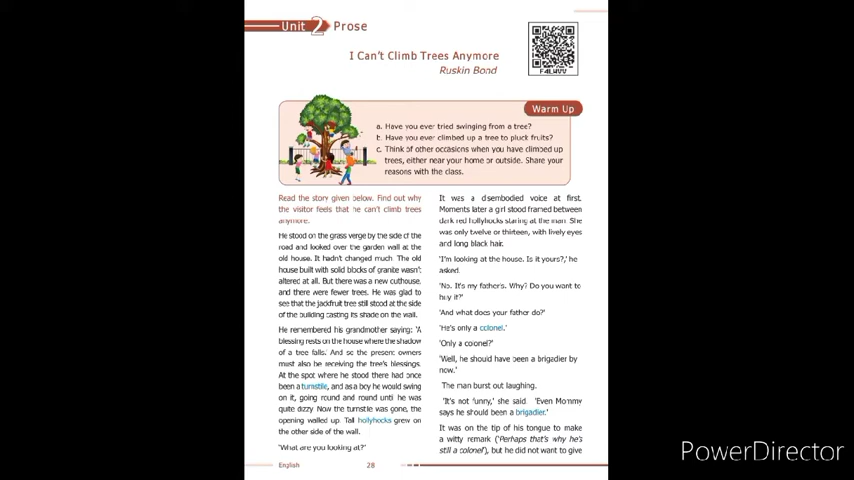 Unit 2 Prose
I Can't Climb Trees Anymore
Ruskin Bond
F4LHVV
Warm Up
a. Have you ever tried swinging from a tree?
b. Have you ever climbed up a tree to pluck fruits?
c. Think of other occasions when you have climbed up
trees, either near your home or outside. Share your
reasons with the class.
Read the story given below. Find out why
the visitor feels that he can't climb trees
anymore.
He stood on the grass verge by the side of the
road and looked over the garden wall at the
old house. It hadn't changed much. The old
house built with solid blocks of granite wasn't
altered at all. But there was a new outhouse,
and there were fewer trees. He was glad to
see that the jackfruit tree still stood at the side
of the building casting its shade on the wall.
He remembered his grandmother saying: 'A
blessing rests on the house where the shadow
of a tree falls.' And so the present owners
must also be receiving the tree's blessings.
At the spot where he stood there had once
been a turnstile, and as a boy he would swing
on it, going round and round until he was
quite dizzy. Now the turnstile was gone, the
opening walled up. Tall hollyhocks grew on
the other side of the wall.
'What are you looking at?'
It was a disembodied voice at first.
Moments later a girl stood framed between
dark red hollyhocks staring at the man. She
was only twelve or thirteen, with lively eyes
and long black hair.
'I'm looking at the house. Is it yours?,' he
asked.
'No. It's my father's. Why? Do you want to
buy it?'
'And what does your father do?'
'He's only a colonel.'
'Only a colonel?'
'Well, he should have been a brigadier by
now.'
The man burst out laughing.
'It's not funny,' she said. 'Even Mommy
says he should been a brigadier.'
It was on the tip of his tongue to make
a witty remark ('Perhaps that's why he's
still a colonel'), but he did not want to give
English
28
PowerDirector